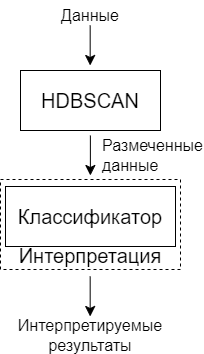 Данные
HDBSCAN
Размеченные
данные
Классификатор
Интерпретация
Интерпретируемые
результаты